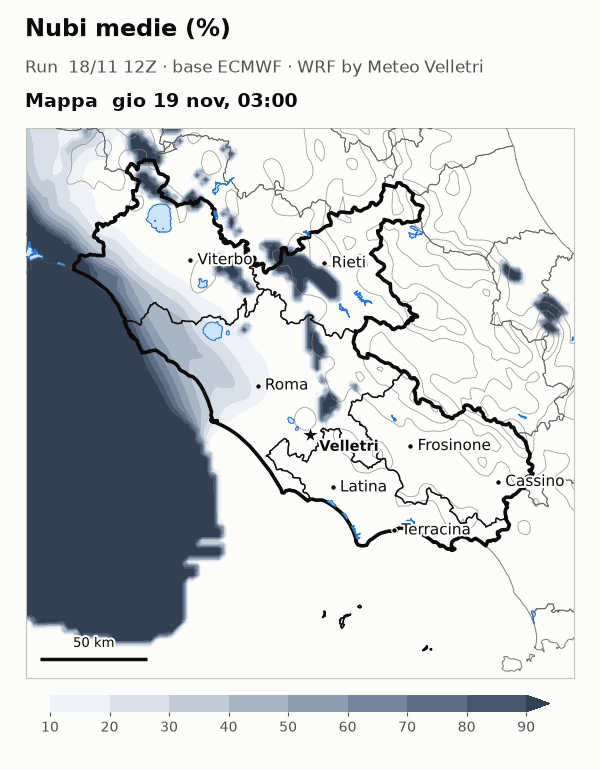 Nubi medie (%)
Run 18/11 12Z · base ECMWF · WRF by Meteo Velletri
Mappa gio 19 nov, 03:00
Viterbo
Rieti
Roma
Velletri
Frosinone
Latina
Cassino
Terracina
50 km
10 20 30 40 50 60 70 80 90